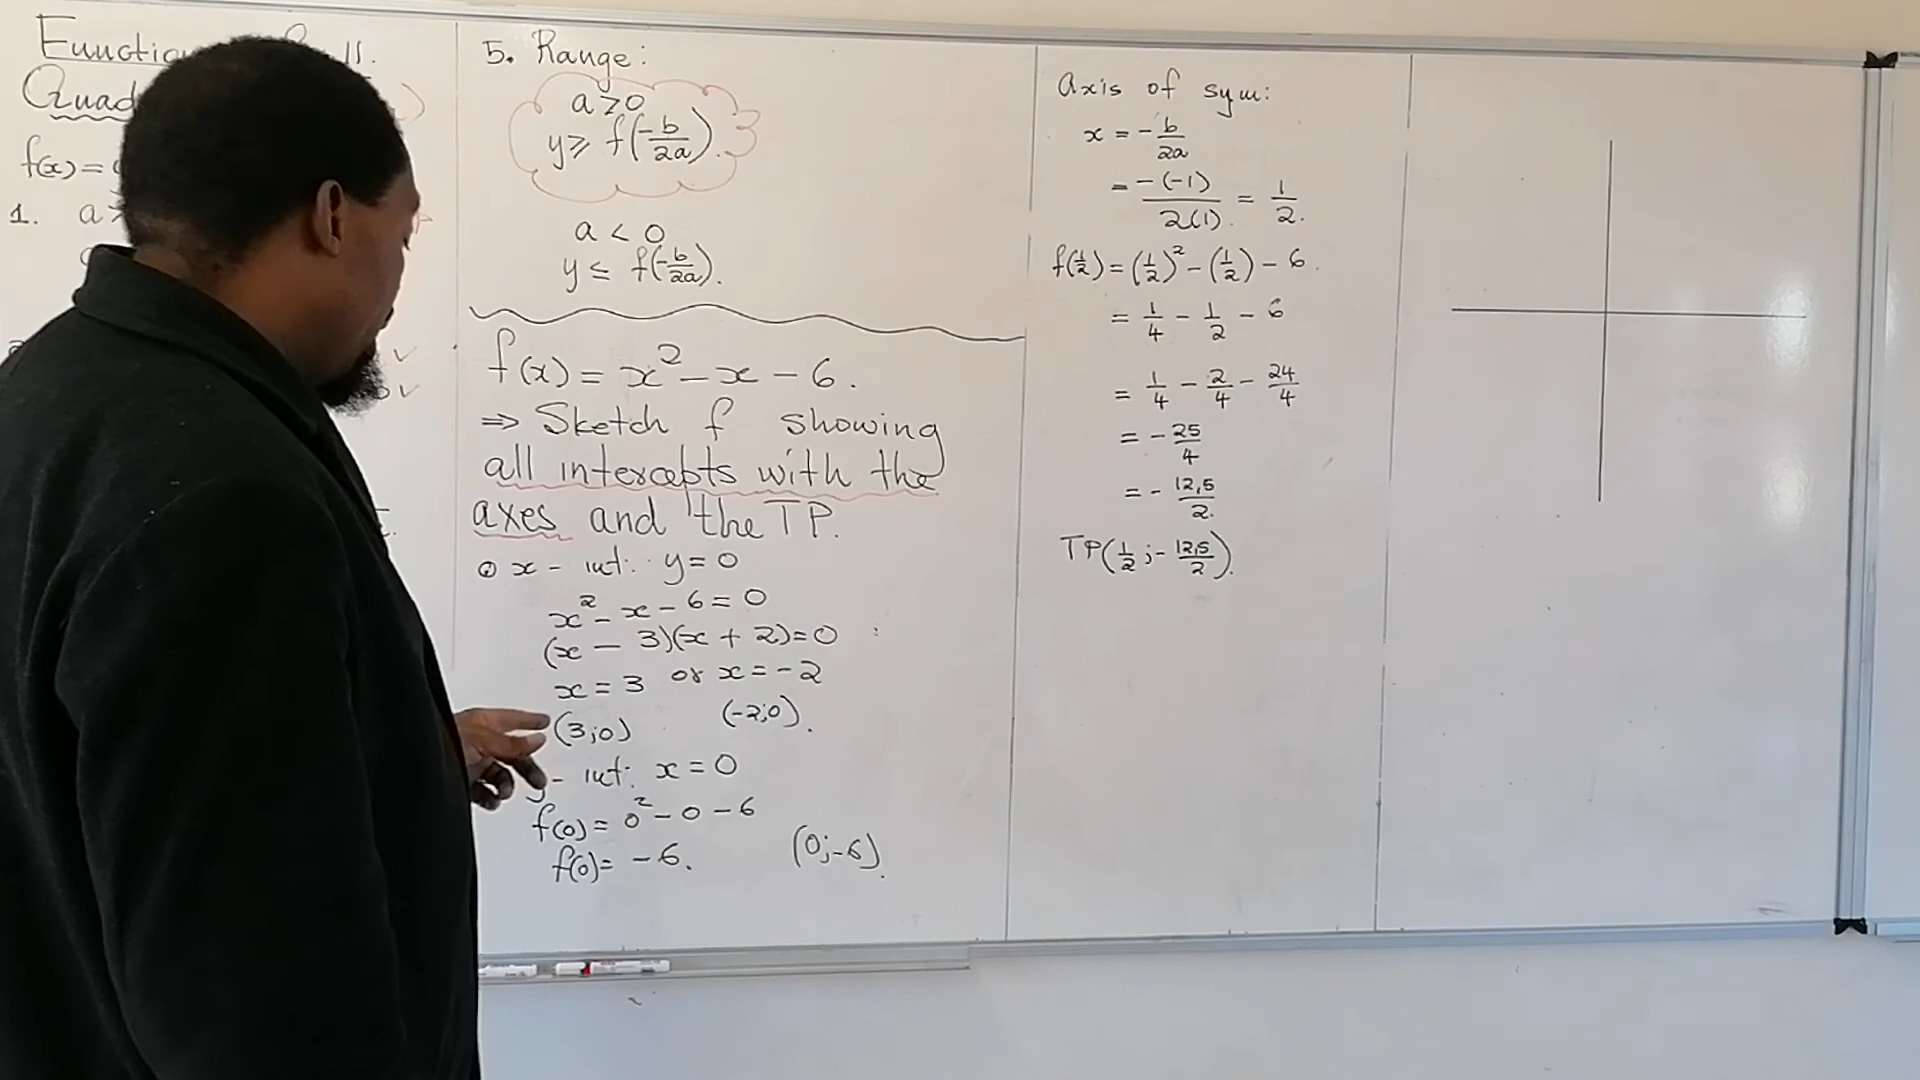 Functio
Quad
f(x) =
1. a >
5. Range:
a > 0
y ≥ f(-b/2a).
a < 0
y ≤ f(-b/2a).
f(x) = x² - x - 6.
⇒ Sketch f showing
all intercepts with the
axes and the TP.
x - int: y = 0
x² - x - 6 = 0
(x - 3)(x + 2) = 0
x = 3 or x = -2
(3;0) (-2;0).
y - int: x = 0
f(0) = 0² - 0 - 6
f(0) = -6. (0;-6).
Axis of sym:
x = -b/2a
= -(-1)/2(1) = 1/2.
f(1/2) = (1/2)² - (1/2) - 6.
= 1/4 - 1/2 - 6
= 1/4 - 2/4 - 24/4
= -25/4
= -12,5/2.
TP(1/2 ; -12,5/2).